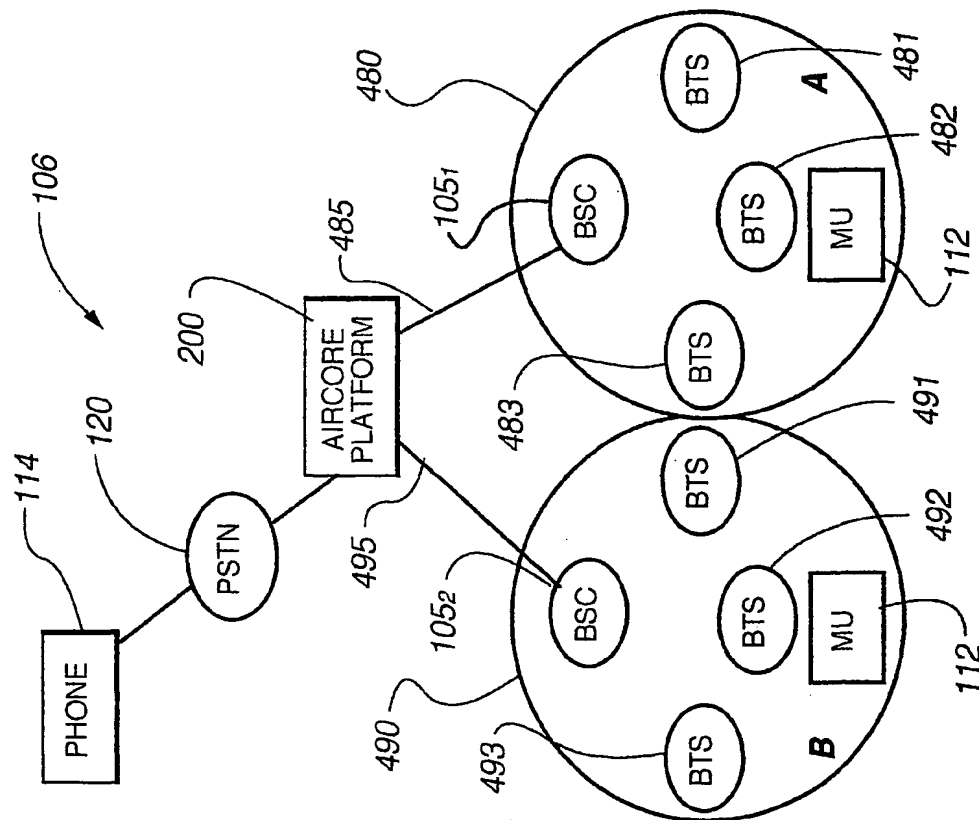 106
PHONE
114
120
PSTN
200
AIRCORE
PLATFORM
485
495
480
105₁
BSC
BTS
481
BTS
482
BTS
483
A
MU
112
490
105₂
BSC
BTS
491
BTS
492
BTS
493
B
MU
112